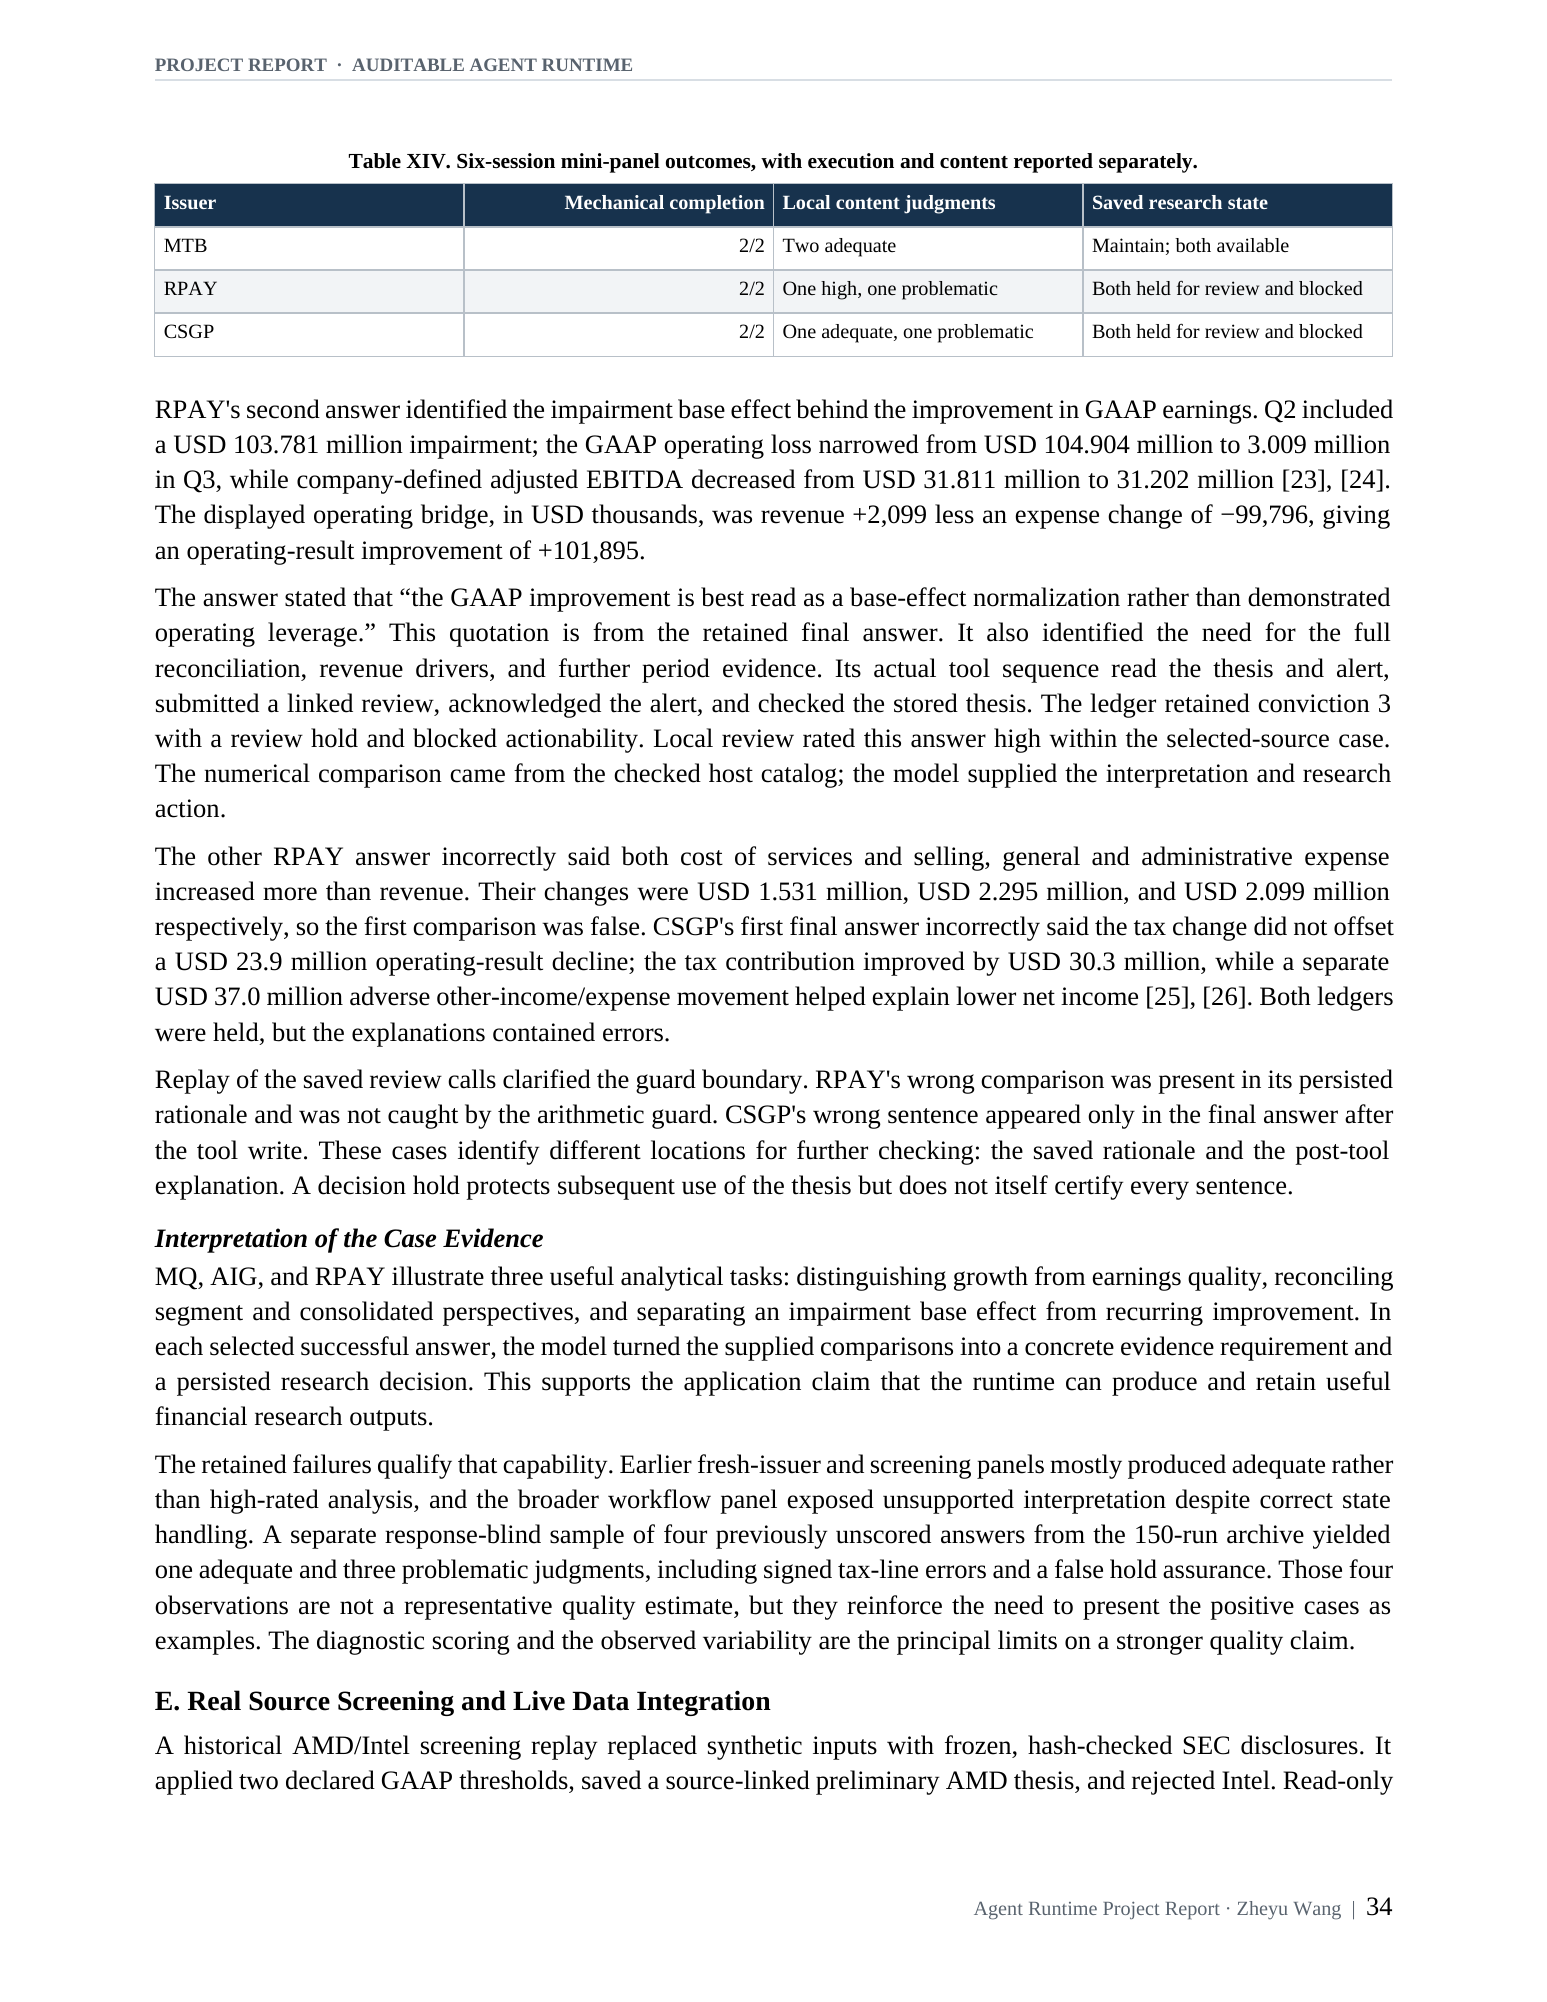 PROJECT REPORT · AUDITABLE AGENT RUNTIME
Table XIV. Six-session mini-panel outcomes, with execution and content reported separately.
Issuer Mechanical completion Local content judgments Saved research state
MTB 2/2 Two adequate Maintain; both available
RPAY 2/2 One high, one problematic Both held for review and blocked
CSGP 2/2 One adequate, one problematic Both held for review and blocked
RPAY's second answer identified the impairment base effect behind the improvement in GAAP earnings. Q2 included
a USD 103.781 million impairment; the GAAP operating loss narrowed from USD 104.904 million to 3.009 million
in Q3, while company-defined adjusted EBITDA decreased from USD 31.811 million to 31.202 million [23], [24].
The displayed operating bridge, in USD thousands, was revenue +2,099 less an expense change of −99,796, giving
an operating-result improvement of +101,895.
The answer stated that “the GAAP improvement is best read as a base-effect normalization rather than demonstrated
operating leverage.” This quotation is from the retained final answer. It also identified the need for the full
reconciliation, revenue drivers, and further period evidence. Its actual tool sequence read the thesis and alert,
submitted a linked review, acknowledged the alert, and checked the stored thesis. The ledger retained conviction 3
with a review hold and blocked actionability. Local review rated this answer high within the selected-source case.
The numerical comparison came from the checked host catalog; the model supplied the interpretation and research
action.
The other RPAY answer incorrectly said both cost of services and selling, general and administrative expense
increased more than revenue. Their changes were USD 1.531 million, USD 2.295 million, and USD 2.099 million
respectively, so the first comparison was false. CSGP's first final answer incorrectly said the tax change did not offset
a USD 23.9 million operating-result decline; the tax contribution improved by USD 30.3 million, while a separate
USD 37.0 million adverse other-income/expense movement helped explain lower net income [25], [26]. Both ledgers
were held, but the explanations contained errors.
Replay of the saved review calls clarified the guard boundary. RPAY's wrong comparison was present in its persisted
rationale and was not caught by the arithmetic guard. CSGP's wrong sentence appeared only in the final answer after
the tool write. These cases identify different locations for further checking: the saved rationale and the post-tool
explanation. A decision hold protects subsequent use of the thesis but does not itself certify every sentence.
Interpretation of the Case Evidence
MQ, AIG, and RPAY illustrate three useful analytical tasks: distinguishing growth from earnings quality, reconciling
segment and consolidated perspectives, and separating an impairment base effect from recurring improvement. In
each selected successful answer, the model turned the supplied comparisons into a concrete evidence requirement and
a persisted research decision. This supports the application claim that the runtime can produce and retain useful
financial research outputs.
The retained failures qualify that capability. Earlier fresh-issuer and screening panels mostly produced adequate rather
than high-rated analysis, and the broader workflow panel exposed unsupported interpretation despite correct state
handling. A separate response-blind sample of four previously unscored answers from the 150-run archive yielded
one adequate and three problematic judgments, including signed tax-line errors and a false hold assurance. Those four
observations are not a representative quality estimate, but they reinforce the need to present the positive cases as
examples. The diagnostic scoring and the observed variability are the principal limits on a stronger quality claim.
E. Real Source Screening and Live Data Integration
A historical AMD/Intel screening replay replaced synthetic inputs with frozen, hash-checked SEC disclosures. It
applied two declared GAAP thresholds, saved a source-linked preliminary AMD thesis, and rejected Intel. Read-only
Agent Runtime Project Report · Zheyu Wang | 34